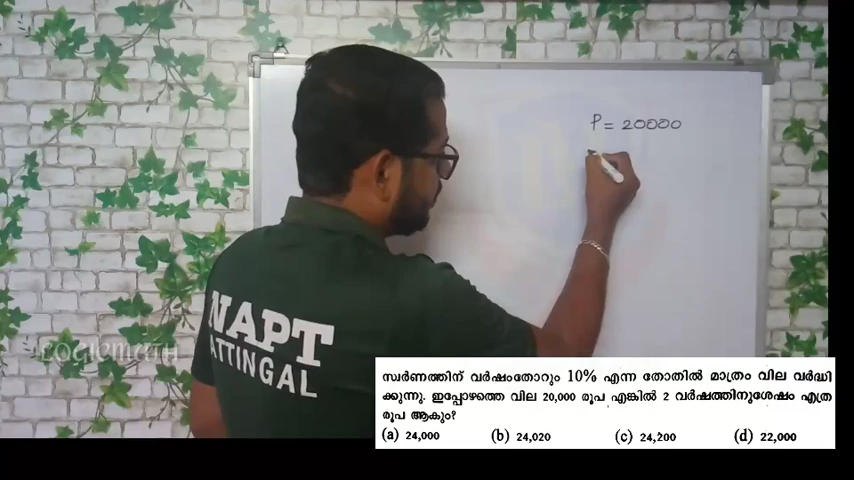 P = 20000
NAPT
ATTINGAL
LOGICMATH
സ്വർണത്തിന് വർഷംതോറും 10% എന്ന തോതിൽ മാത്രം വില വർദ്ധി
ക്കുന്നു. ഇപ്പോഴത്തെ വില 20,000 രൂപ എങ്കിൽ 2 വർഷത്തിനുശേഷം എത്ര
രൂപ ആകും?
(a) 24,000 (b) 24,020 (c) 24,200 (d) 22,000